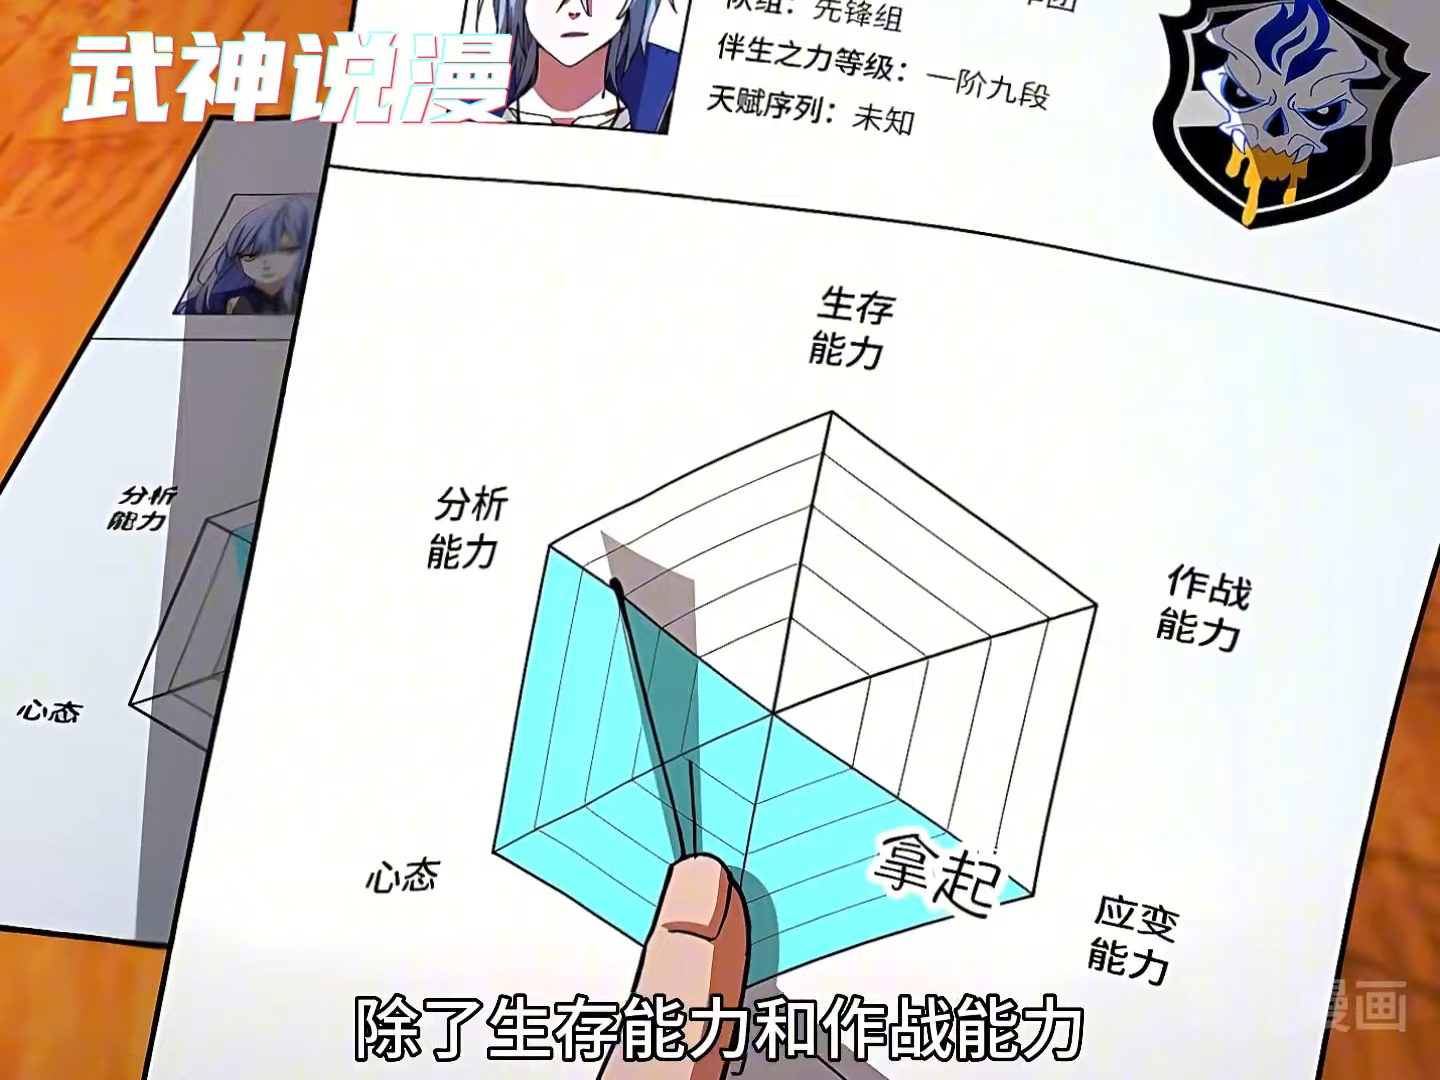 武神说漫
队组：先锋组
伴生之力等级：一阶九段
天赋序列：未知
生存
能力
分析
能力
作战
能力
分析
能力
心态
心态
拿起
应变
能力
除了生存能力和作战能力
漫画